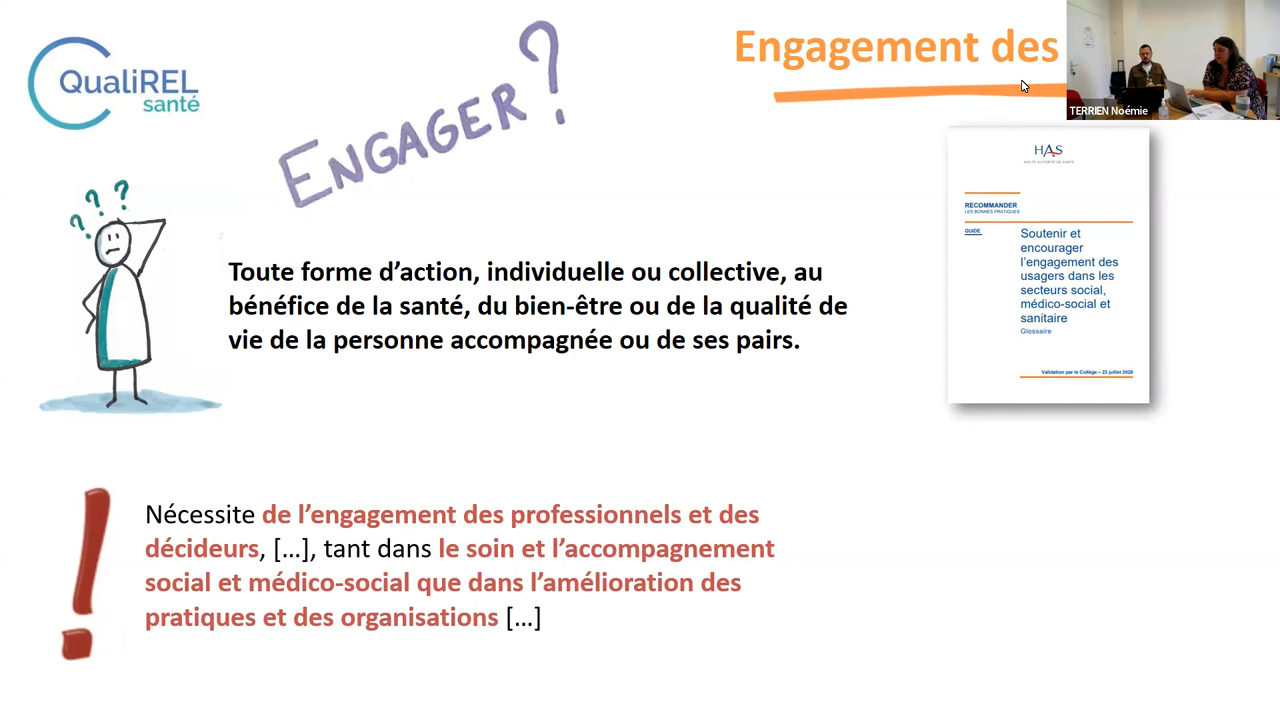 QualiREL
santé
ENGAGER ?
Engagement des
TERRIEN Noémie
? ? ?
Toute forme d'action, individuelle ou collective, au
bénéfice de la santé, du bien-être ou de la qualité de
vie de la personne accompagnée ou de ses pairs.
HAS
HAUTE AUTORITÉ DE SANTÉ
RECOMMANDER
LES BONNES PRATIQUES
GUIDE
Soutenir et
encourager
l'engagement des
usagers dans les
secteurs social,
médico-social et
sanitaire
Glossaire
Validation par le Collège – 23 juillet 2020
!
Nécessite de l'engagement des professionnels et des
décideurs, […], tant dans le soin et l'accompagnement
social et médico-social que dans l'amélioration des
pratiques et des organisations […]